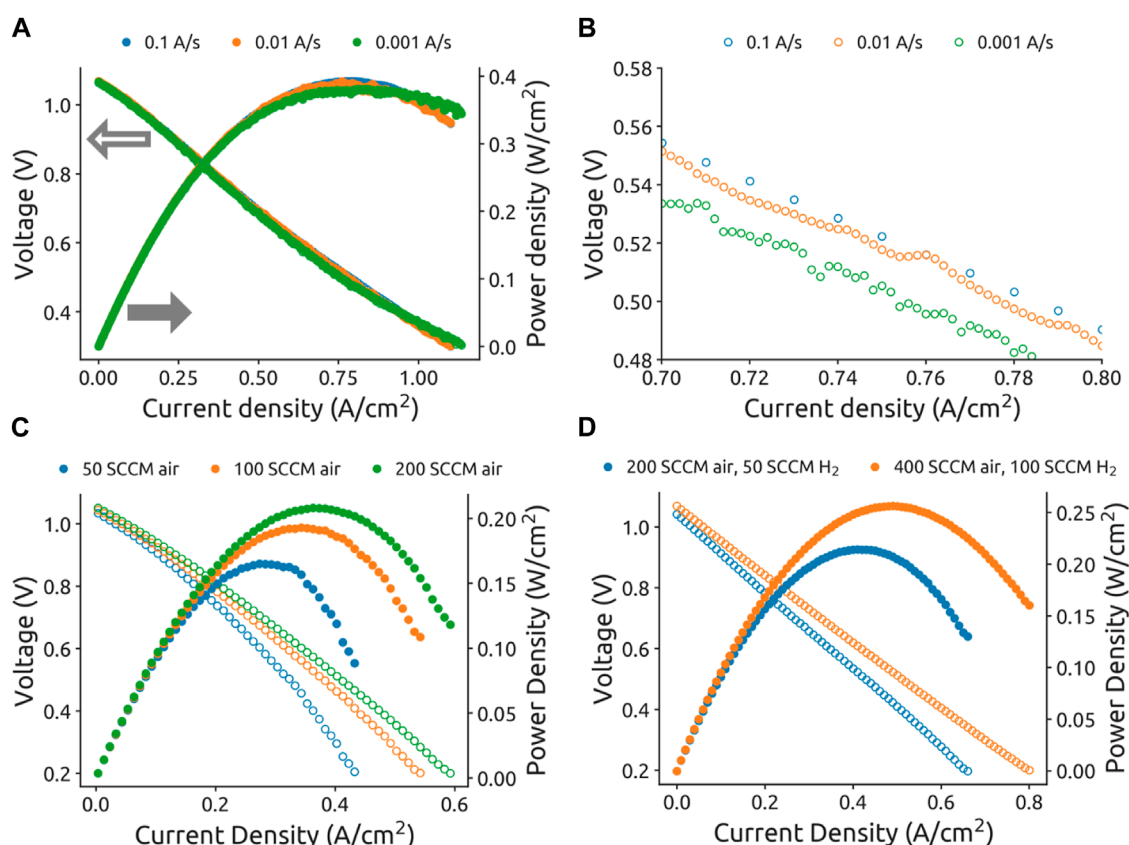 A
0.1 A/s 0.01 A/s 0.001 A/s
1.0
0.8
0.6
0.4
Voltage (V)
0.4
0.3
0.2
0.1
0.0
Power density (W/cm²)
0.00 0.25 0.50 0.75 1.00
Current density (A/cm²)
B
0.1 A/s 0.01 A/s 0.001 A/s
0.58
0.56
0.54
0.52
0.50
0.48
Voltage (V)
0.70 0.72 0.74 0.76 0.78 0.80
Current density (A/cm²)
C
50 SCCM air 100 SCCM air 200 SCCM air
1.0
0.8
0.6
0.4
0.2
Voltage (V)
0.20
0.15
0.10
0.05
0.00
Power Density (W/cm²)
0.0 0.2 0.4 0.6
Current Density (A/cm²)
D
200 SCCM air, 50 SCCM H₂ 400 SCCM air, 100 SCCM H₂
1.0
0.8
0.6
0.4
0.2
Voltage (V)
0.25
0.20
0.15
0.10
0.05
0.00
Power Density (W/cm²)
0.0 0.2 0.4 0.6 0.8
Current Density (A/cm²)